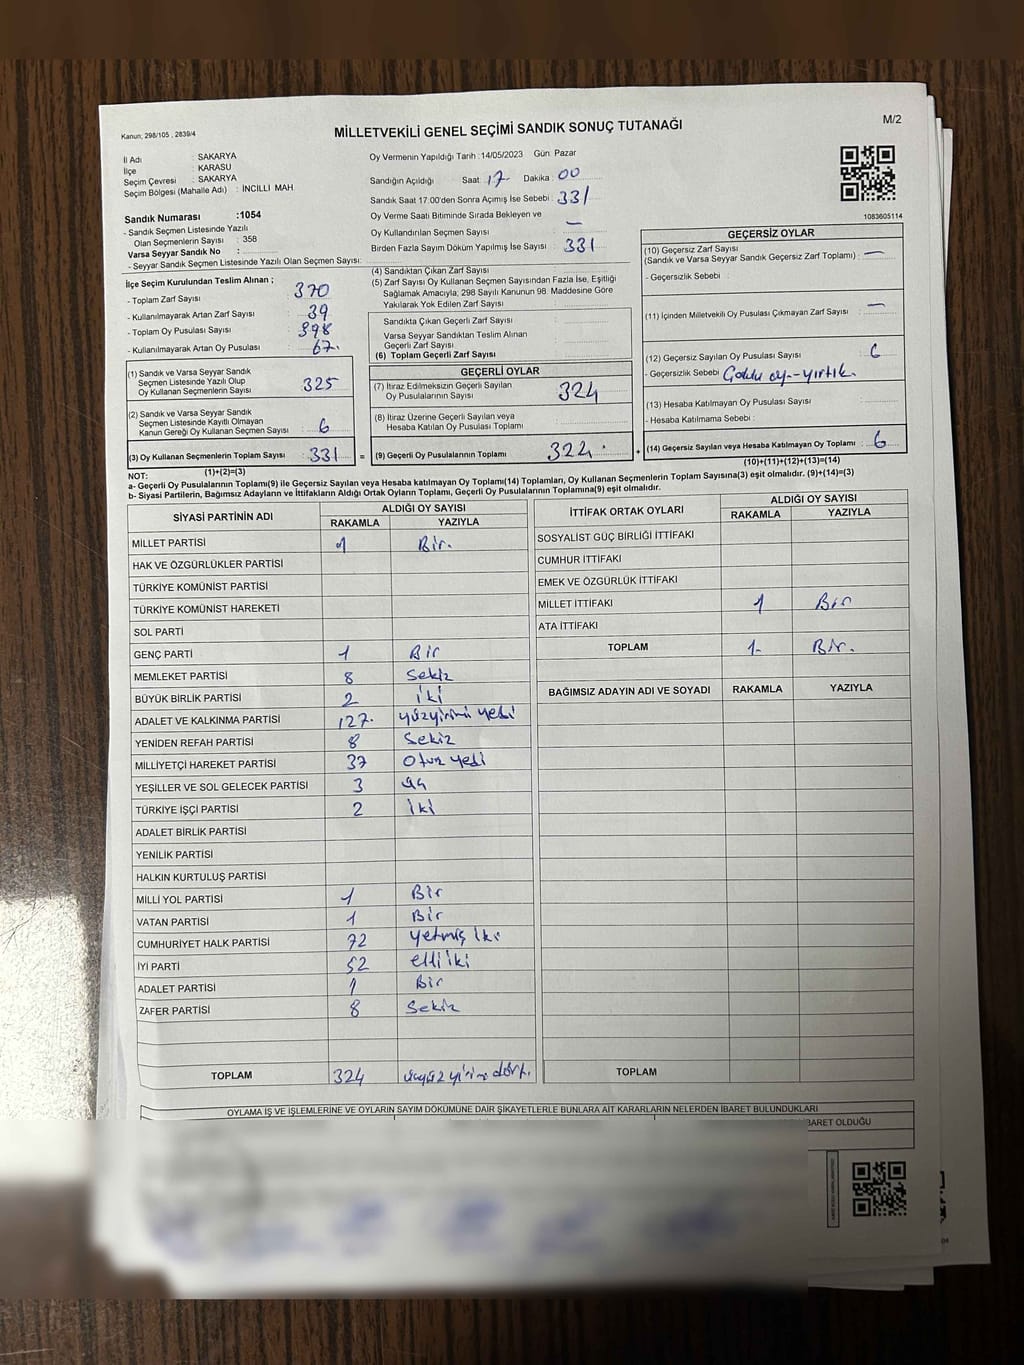 Kanun; 298/105 , 2839/4
MİLLETVEKİLİ GENEL SEÇİMİ SANDIK SONUÇ TUTANAĞI
M/2
İl Adı : SAKARYA
İlçe : KARASU
Seçim Çevresi : SAKARYA
Seçim Bölgesi (Mahalle Adı) : İNCİLLİ MAH
Sandık Numarası :1054
- Sandık Seçmen Listesinde Yazılı
Olan Seçmenlerin Sayısı : 358
Varsa Seyyar Sandık No :
- Seyyar Sandık Seçmen Listesinde Yazılı Olan Seçmen Sayısı:
Oy Vermenin Yapıldığı Tarih :14/05/2023 Gün: Pazar
Sandığın Açıldığı Saat: 17 Dakika: 00
Sandık Saat 17:00'den Sonra Açımış İse Sebebi: 331
Oy Verme Saati Bitiminde Sırada Bekleyen ve
Oy Kullandırılan Seçmen Sayısı : —
Birden Fazla Sayım Döküm Yapılmış İse Sayısı : 331
1083605114
İlçe Seçim Kurulundan Teslim Alınan ;
- Toplam Zarf Sayısı : 370
- Kullanılmayarak Artan Zarf Sayısı : 39
- Toplam Oy Pusulası Sayısı : 398
- Kullanılmayarak Artan Oy Pusulası : 67.
(1) Sandık ve Varsa Seyyar Sandık
Seçmen Listesinde Yazılı Olup
Oy Kullanan Seçmenlerin Sayısı : 325
(2) Sandık ve Varsa Seyyar Sandık
Seçmen Listesinde Kayıtlı Olmayan
Kanun Gereği Oy Kullanan Seçmen Sayısı : 6
(3) Oy Kullanan Seçmenlerin Toplam Sayısı : 331 =
(1)+(2)=(3)
(4) Sandıktan Çıkan Zarf Sayısı :
(5) Zarf Sayısı Oy Kullanan Seçmen Sayısından Fazla İse, Eşitliği
Sağlamak Amacıyla; 298 Sayılı Kanunun 98. Maddesine Göre
Yakılarak Yok Edilen Zarf Sayısı :
Sandıkta Çıkan Geçerli Zarf Sayısı :
Varsa Seyyar Sandıktan Teslim Alınan
Geçerli Zarf Sayısı :
(6) Toplam Geçerli Zarf Sayısı
GEÇERLİ OYLAR
(7) İtiraz Edilmeksizin Geçerli Sayılan
Oy Pusulalarının Sayısı : 324
(8) İtiraz Üzerine Geçerli Sayılan veya
Hesaba Katılan Oy Pusulası Toplamı :
(9) Geçerli Oy Pusulalarının Toplamı : 324. +
GEÇERSİZ OYLAR
(10) Geçersiz Zarf Sayısı
(Sandık ve Varsa Seyyar Sandık Geçersiz Zarf Toplamı) : —
- Geçersizlik Sebebi :
(11) İçinden Milletvekili Oy Pusulası Çıkmayan Zarf Sayısı : —
(12) Geçersiz Sayılan Oy Pusulası Sayısı : 6
- Geçersizlik Sebebi : oy--yırtık.
(13) Hesaba Katılmayan Oy Pusulası Sayısı :
- Hesaba Katılmama Sebebi :
(14) Geçersiz Sayılan veya Hesaba Katılmayan Oy Toplamı : 6
(10)+(11)+(12)+(13)=(14)
NOT:
a- Geçerli Oy Pusulalarının Toplamı(9) ile Geçersiz Sayılan veya Hesaba katılmayan Oy Toplamı(14) Toplamları, Oy Kullanan Seçmenlerin Toplam Sayısına(3) eşit olmalıdır. (9)+(14)=(3)
b- Siyasi Partilerin, Bağımsız Adayların ve İttifakların Aldığı Ortak Oyların Toplamı, Geçerli Oy Pusulalarının Toplamına(9) eşit olmalıdır.
SİYASİ PARTİNİN ADI ALDIĞI OY SAYISI
RAKAMLA YAZIYLA
MİLLET PARTİSİ 1 Bir.
HAK VE ÖZGÜRLÜKLER PARTİSİ
TÜRKİYE KOMÜNİST PARTİSİ
TÜRKİYE KOMÜNİST HAREKETİ
SOL PARTİ
GENÇ PARTİ 1 Bir
MEMLEKET PARTİSİ 8 Sekiz
BÜYÜK BİRLİK PARTİSİ 2 iki
ADALET VE KALKINMA PARTİSİ 127. yüzyirmi yedi
YENİDEN REFAH PARTİSİ 8 Sekiz
MİLLİYETÇİ HAREKET PARTİSİ 37 Otuz yedi
YEŞİLLER VE SOL GELECEK PARTİSİ 3 üç
TÜRKİYE İŞÇİ PARTİSİ 2 iki
ADALET BİRLİK PARTİSİ
YENİLİK PARTİSİ
HALKIN KURTULUŞ PARTİSİ
MİLLİ YOL PARTİSİ 1 Bir
VATAN PARTİSİ 1 Bir
CUMHURİYET HALK PARTİSİ 72 yetmiş iki
İYİ PARTİ 52 elli iki
ADALET PARTİSİ 1 Bir
ZAFER PARTİSİ 8 Sekiz
TOPLAM 324 üçyüz yirmi dört.
İTTİFAK ORTAK OYLARI ALDIĞI OY SAYISI
RAKAMLA YAZIYLA
SOSYALİST GÜÇ BİRLİĞİ İTTİFAKI
CUMHUR İTTİFAKI
EMEK VE ÖZGÜRLÜK İTTİFAKI
MİLLET İTTİFAKI 1 Bir
ATA İTTİFAKI
TOPLAM 1- Bir.
BAĞIMSIZ ADAYIN ADI VE SOYADI RAKAMLA YAZIYLA
TOPLAM
OYLAMA İŞ VE İŞLEMLERİNE VE OYLARIN SAYIM DÖKÜMÜNE DAİR ŞİKAYETLERLE BUNLARA AİT KARARLARIN NELERDEN İBARET BULUNDUKLARI
BARET OLDUĞU